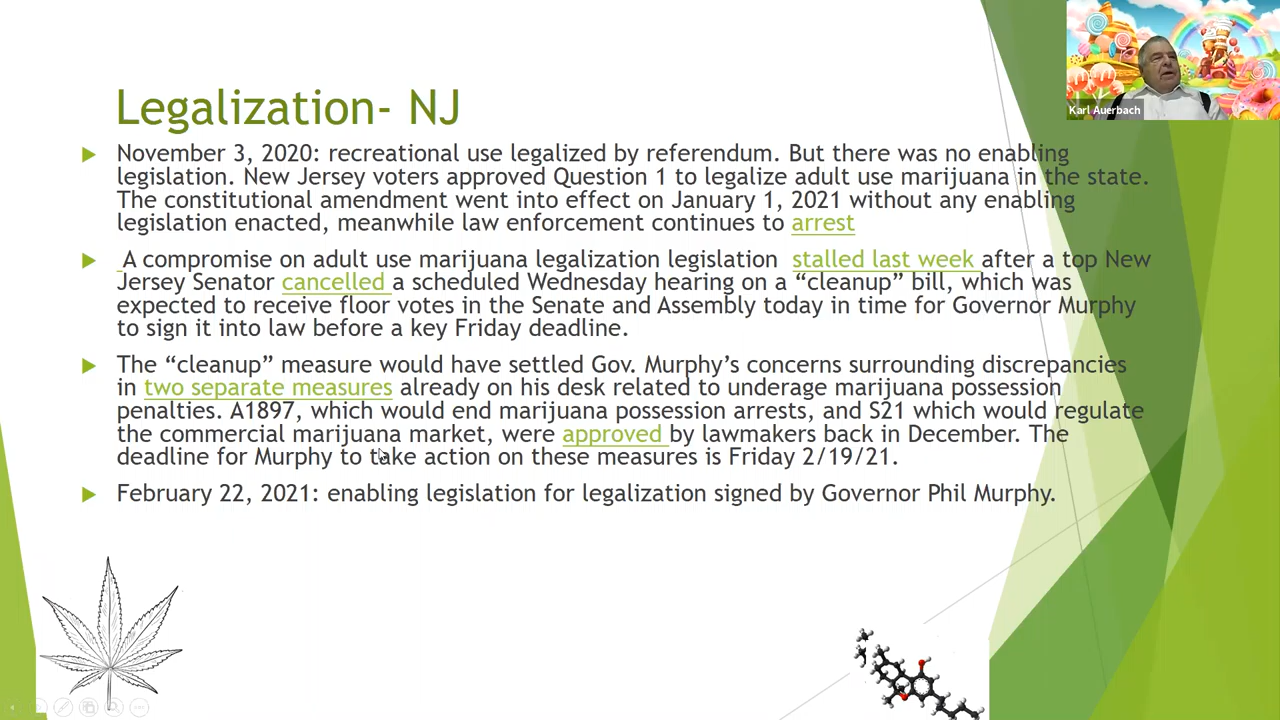 Karl Auerbach
Legalization- NJ
November 3, 2020: recreational use legalized by referendum. But there was no enabling
legislation. New Jersey voters approved Question 1 to legalize adult use marijuana in the state.
The constitutional amendment went into effect on January 1, 2021 without any enabling
legislation enacted, meanwhile law enforcement continues to arrest
A compromise on adult use marijuana legalization legislation stalled last week after a top New
Jersey Senator cancelled a scheduled Wednesday hearing on a “cleanup” bill, which was
expected to receive floor votes in the Senate and Assembly today in time for Governor Murphy
to sign it into law before a key Friday deadline.
The “cleanup” measure would have settled Gov. Murphy’s concerns surrounding discrepancies
in two separate measures already on his desk related to underage marijuana possession
penalties. A1897, which would end marijuana possession arrests, and S21 which would regulate
the commercial marijuana market, were approved by lawmakers back in December. The
deadline for Murphy to take action on these measures is Friday 2/19/21.
February 22, 2021: enabling legislation for legalization signed by Governor Phil Murphy.
4